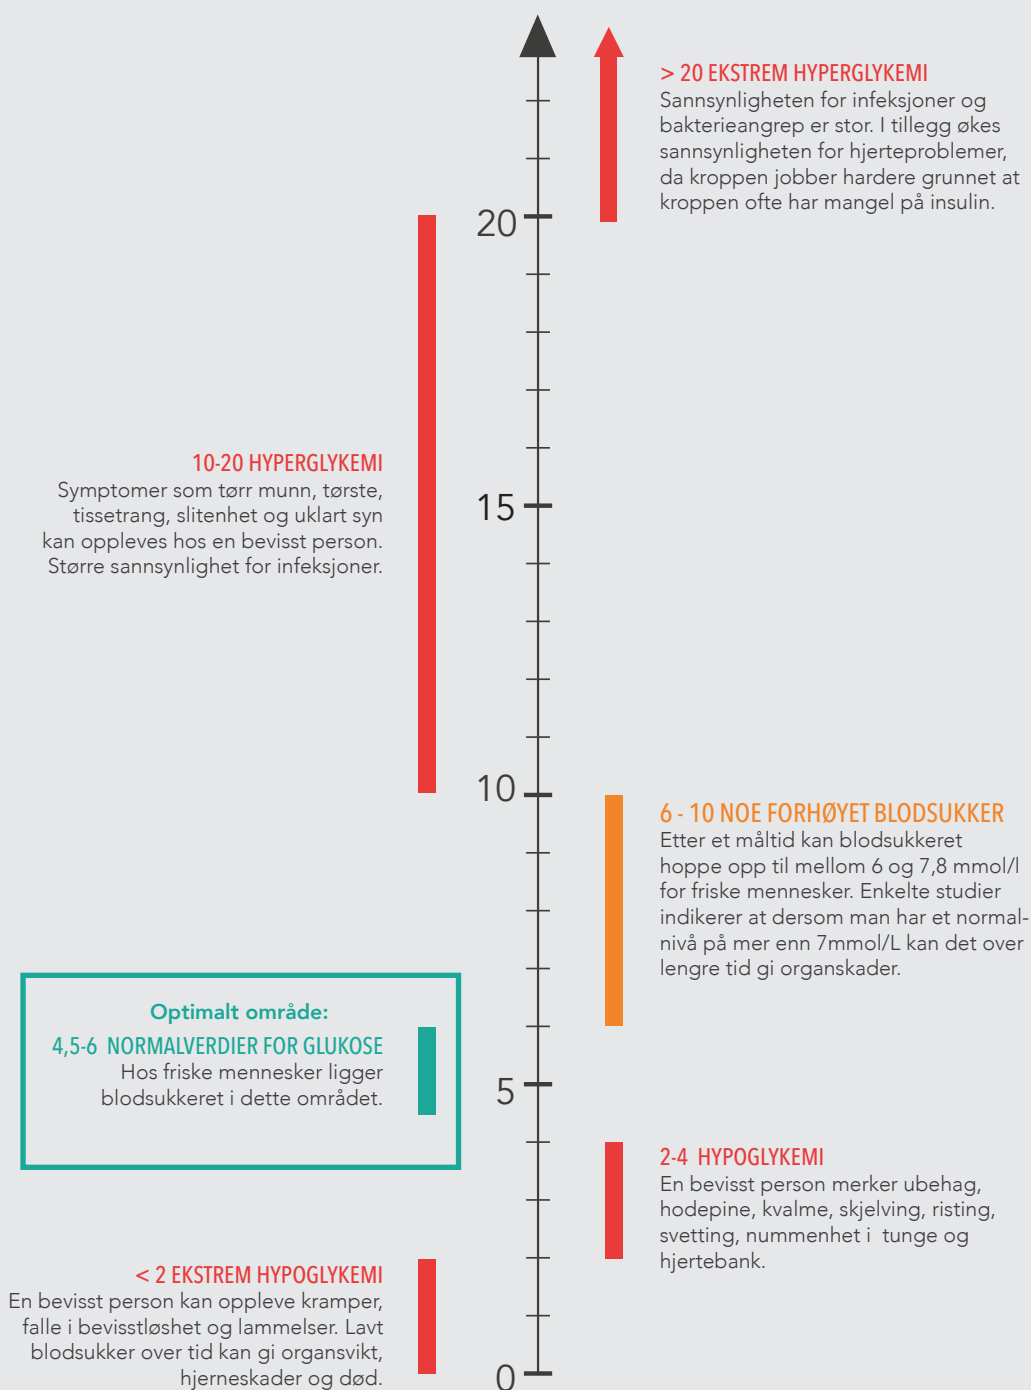 > 20 EKSTREM HYPERGLYKEMI
Sannsynligheten for infeksjoner og
bakterieangrep er stor. I tillegg økes
sannsynligheten for hjerteproblemer,
da kroppen jobber hardere grunnet at
kroppen ofte har mangel på insulin.
20
10-20 HYPERGLYKEMI
Symptomer som tørr munn, tørste,
tissetrang, slitenhet og uklart syn
kan oppleves hos en bevisst person.
Større sannsynlighet for infeksjoner.
15
10
6 - 10 NOE FORHØYET BLODSUKKER
Etter et måltid kan blodsukkeret
hoppe opp til mellom 6 og 7,8 mmol/l
for friske mennesker. Enkelte studier
indikerer at dersom man har et normal-
nivå på mer enn 7mmol/L kan det over
lengre tid gi organskader.
Optimalt område:
4,5-6 NORMALVERDIER FOR GLUKOSE
Hos friske mennesker ligger
blodsukkeret i dette området.
5
2-4 HYPOGLYKEMI
En bevisst person merker ubehag,
hodepine, kvalme, skjelving, risting,
svetting, nummenhet i tunge og
hjertebank.
< 2 EKSTREM HYPOGLYKEMI
En bevisst person kan oppleve kramper,
falle i bevisstløshet og lammelser. Lavt
blodsukker over tid kan gi organsvikt,
hjerneskader og død.
0